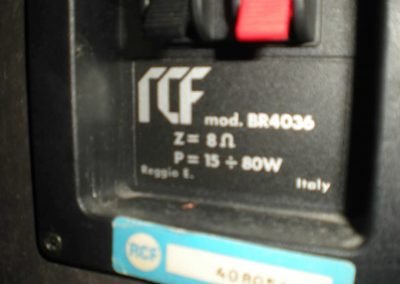 RCF mod. BR4036
Z = 8 Ω
P = 15 ÷ 80W
Reggio E. Italy
RCF